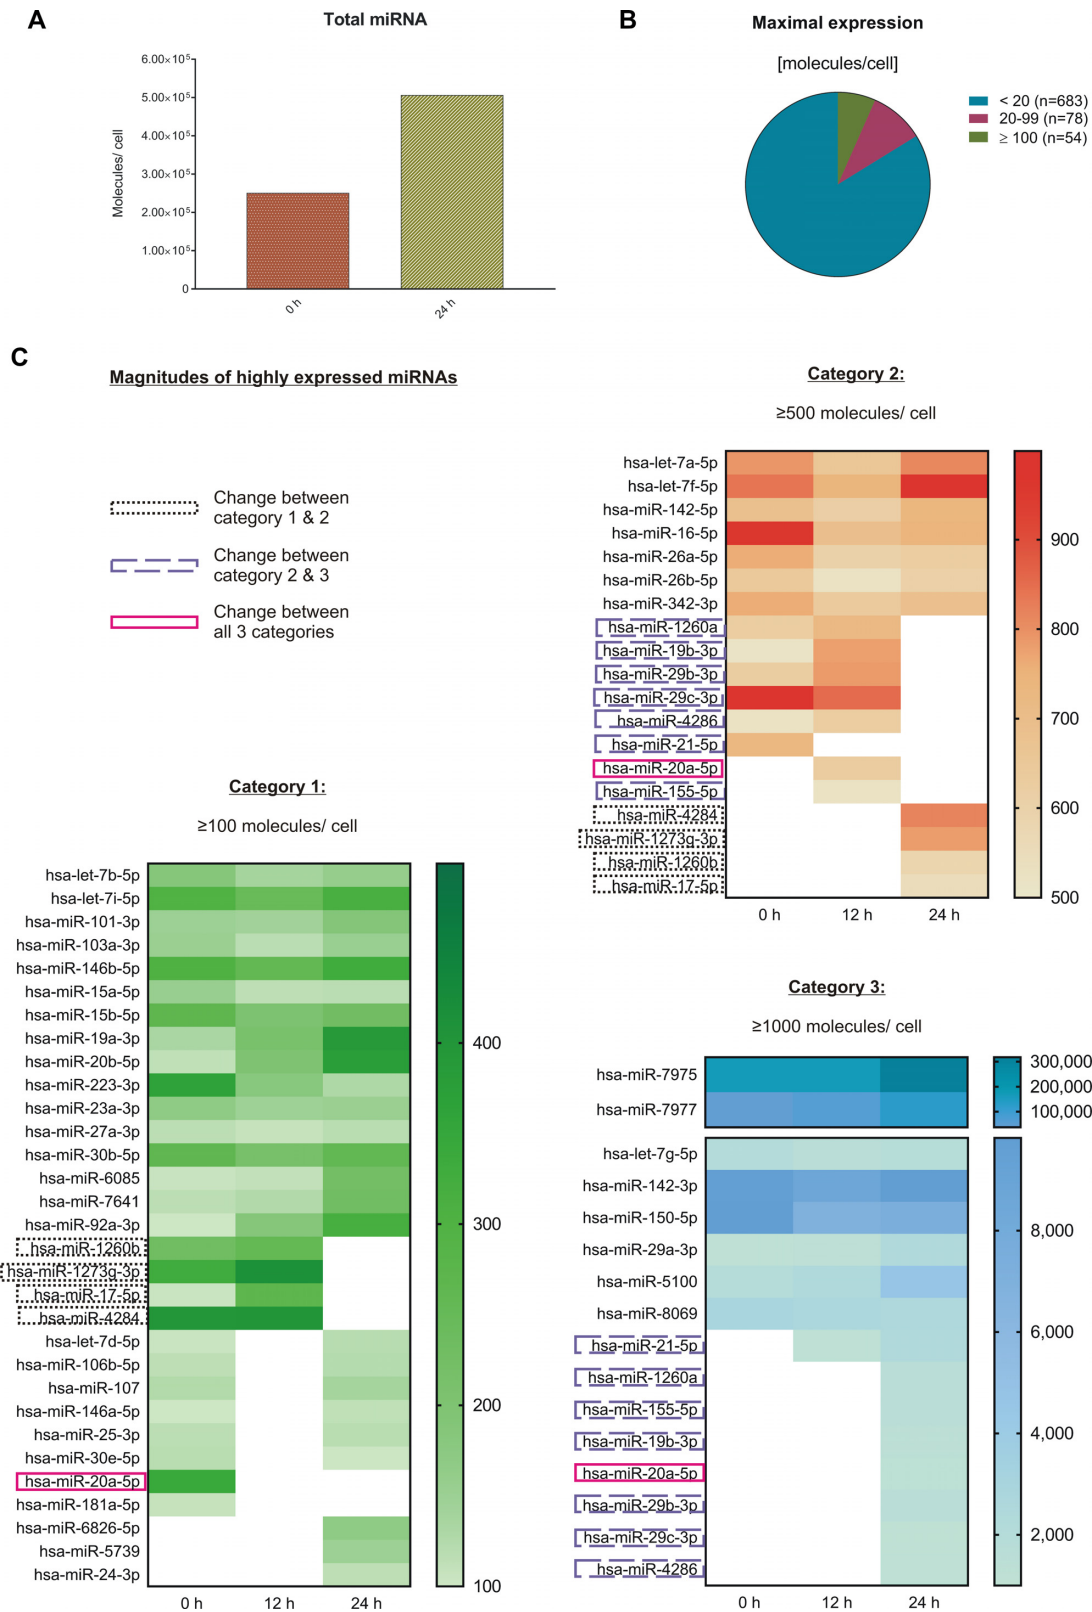 A
Total miRNA
Molecules/ cell
6.00×10⁵
5.00×10⁵
4.00×10⁵
3.00×10⁵
2.00×10⁵
1.00×10⁵
0
0 h
24 h
B
Maximal expression
[molecules/cell]
< 20 (n=683)
20-99 (n=78)
≥ 100 (n=54)
C
Magnitudes of highly expressed miRNAs
Change between
category 1 & 2
Change between
category 2 & 3
Change between
all 3 categories
Category 1:
≥100 molecules/ cell
hsa-let-7b-5p
hsa-let-7i-5p
hsa-miR-101-3p
hsa-miR-103a-3p
hsa-miR-146b-5p
hsa-miR-15a-5p
hsa-miR-15b-5p
hsa-miR-19a-3p
hsa-miR-20b-5p
hsa-miR-223-3p
hsa-miR-23a-3p
hsa-miR-27a-3p
hsa-miR-30b-5p
hsa-miR-6085
hsa-miR-7641
hsa-miR-92a-3p
hsa-miR-1260b
hsa-miR-1273g-3p
hsa-miR-17-5p
hsa-miR-4284
hsa-let-7d-5p
hsa-miR-106b-5p
hsa-miR-107
hsa-miR-146a-5p
hsa-miR-25-3p
hsa-miR-30e-5p
hsa-miR-20a-5p
hsa-miR-181a-5p
hsa-miR-6826-5p
hsa-miR-5739
hsa-miR-24-3p
0 h 12 h 24 h
400
300
200
100
Category 2:
≥500 molecules/ cell
hsa-let-7a-5p
hsa-let-7f-5p
hsa-miR-142-5p
hsa-miR-16-5p
hsa-miR-26a-5p
hsa-miR-26b-5p
hsa-miR-342-3p
hsa-miR-1260a
hsa-miR-19b-3p
hsa-miR-29b-3p
hsa-miR-29c-3p
hsa-miR-4286
hsa-miR-21-5p
hsa-miR-20a-5p
hsa-miR-155-5p
hsa-miR-4284
hsa-miR-1273g-3p
hsa-miR-1260b
hsa-miR-17-5p
0 h 12 h 24 h
900
800
700
600
500
Category 3:
≥1000 molecules/ cell
hsa-miR-7975
hsa-miR-7977
300,000
200,000
100,000
hsa-let-7g-5p
hsa-miR-142-3p
hsa-miR-150-5p
hsa-miR-29a-3p
hsa-miR-5100
hsa-miR-8069
hsa-miR-21-5p
hsa-miR-1260a
hsa-miR-155-5p
hsa-miR-19b-3p
hsa-miR-20a-5p
hsa-miR-29b-3p
hsa-miR-29c-3p
hsa-miR-4286
0 h 12 h 24 h
8,000
6,000
4,000
2,000